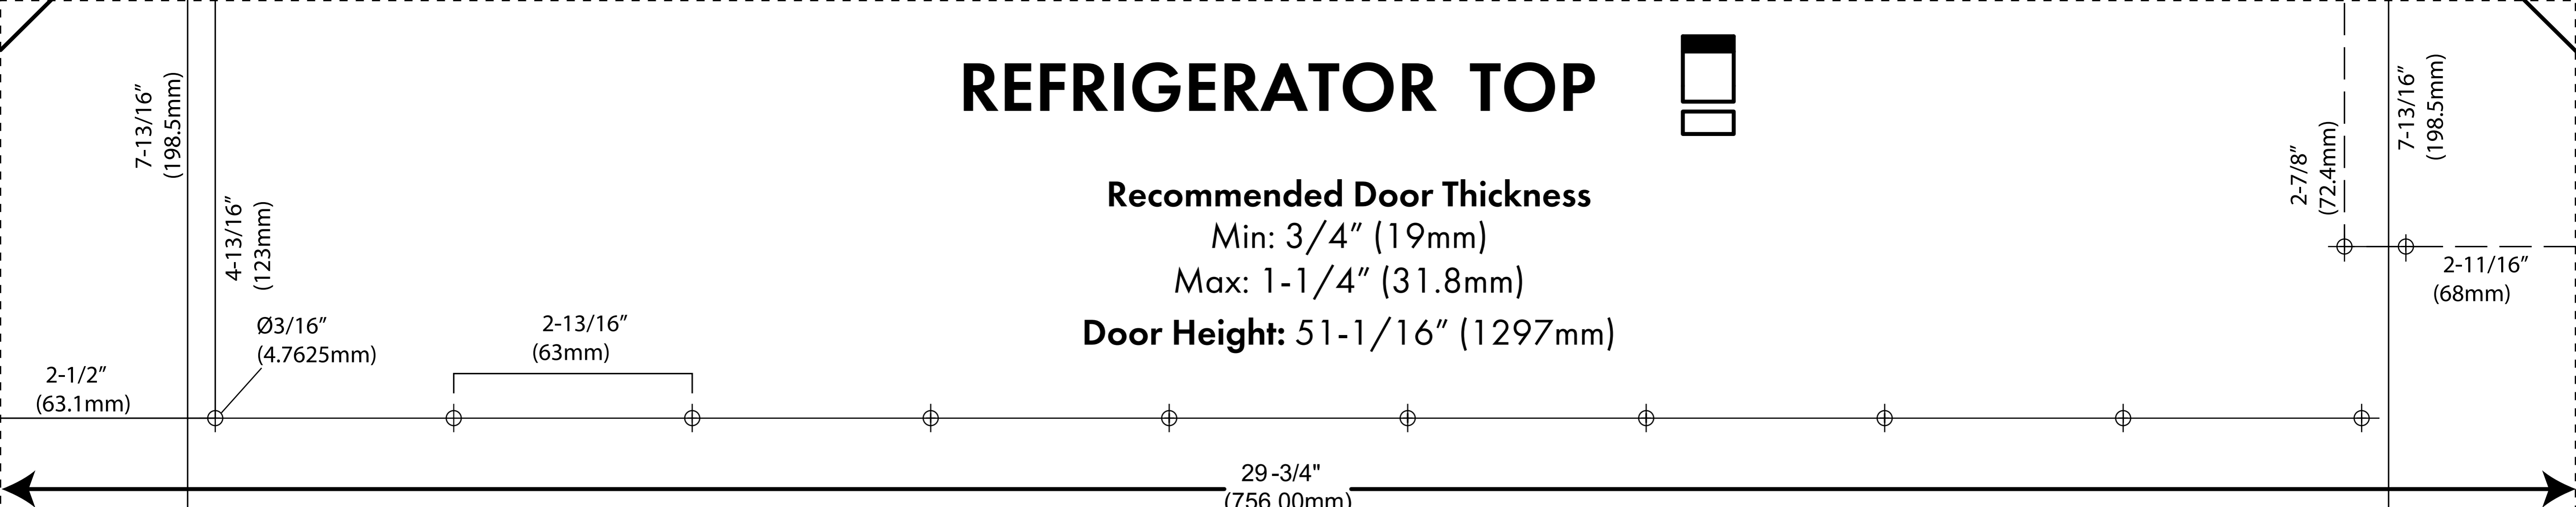 REFRIGERATOR TOP
7-13/16”
(198.5mm)
4-13/16”
(123mm)
Ø3/16”
(4.7625mm)
2-1/2”
(63.1mm)
2-13/16”
(63mm)
Recommended Door Thickness
Min: 3/4” (19mm)
Max: 1-1/4” (31.8mm)
Door Height: 51-1/16” (1297mm)
2-7/8”
(72.4mm)
7-13/16”
(198.5mm)
2-11/16”
(68mm)
29-3/4"
(756.00mm)